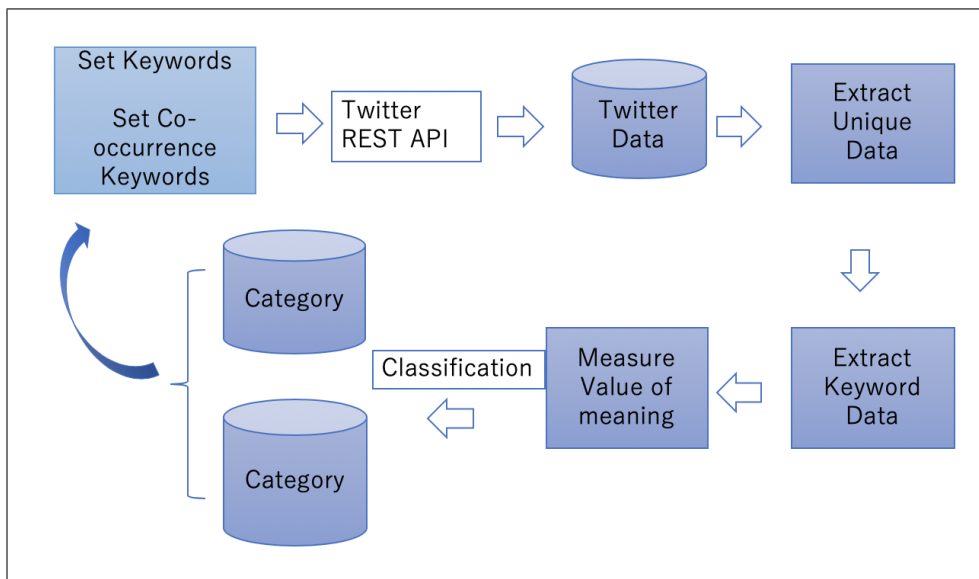 Set Keywords
Set Co-
occurrence
Keywords
Twitter
REST API
Twitter
Data
Extract
Unique
Data
Category
Classification
Measure
Value of
meaning
Extract
Keyword
Data
Category